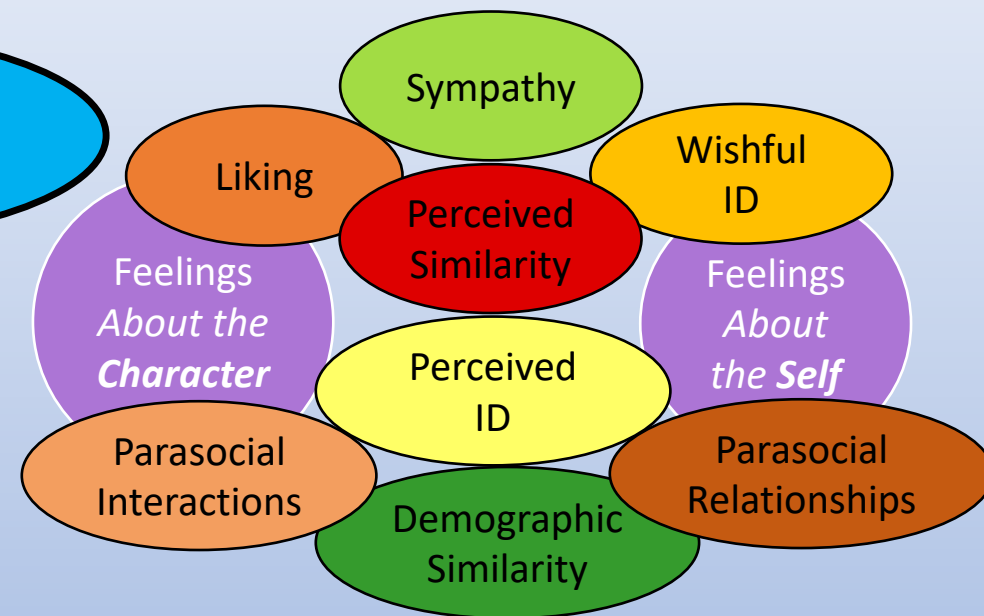 Sympathy
Liking
Wishful
ID
Perceived
Similarity
Feelings
About the
Character
Feelings
About
the Self
Perceived
ID
Parasocial
Interactions
Parasocial
Relationships
Demographic
Similarity